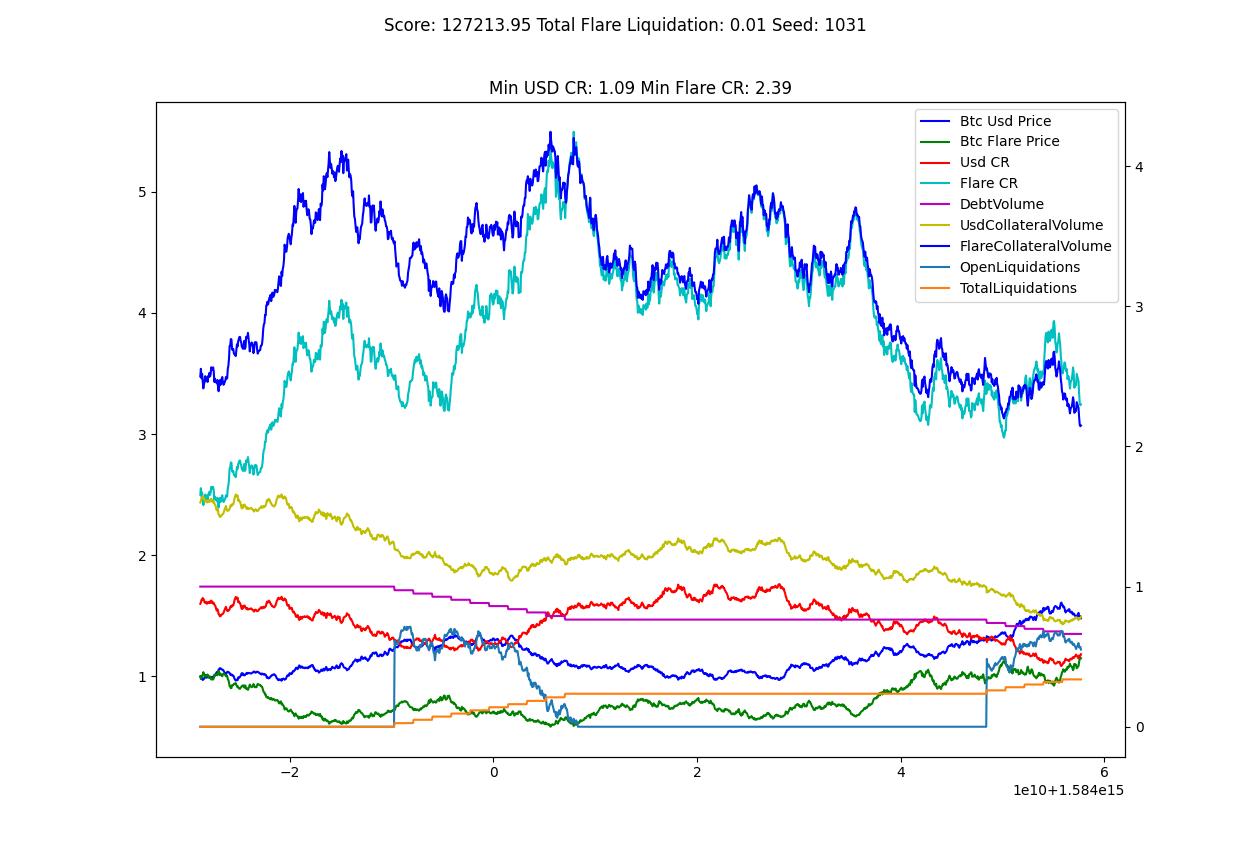 Score: 127213.95 Total Flare Liquidation: 0.01 Seed: 1031
Min USD CR: 1.09 Min Flare CR: 2.39
Btc Usd Price
Btc Flare Price
Usd CR
Flare CR
DebtVolume
UsdCollateralVolume
FlareCollateralVolume
OpenLiquidations
TotalLiquidations
5
4
3
2
1
4
3
2
1
0
−2
0
2
4
6
1e10+1.584e15